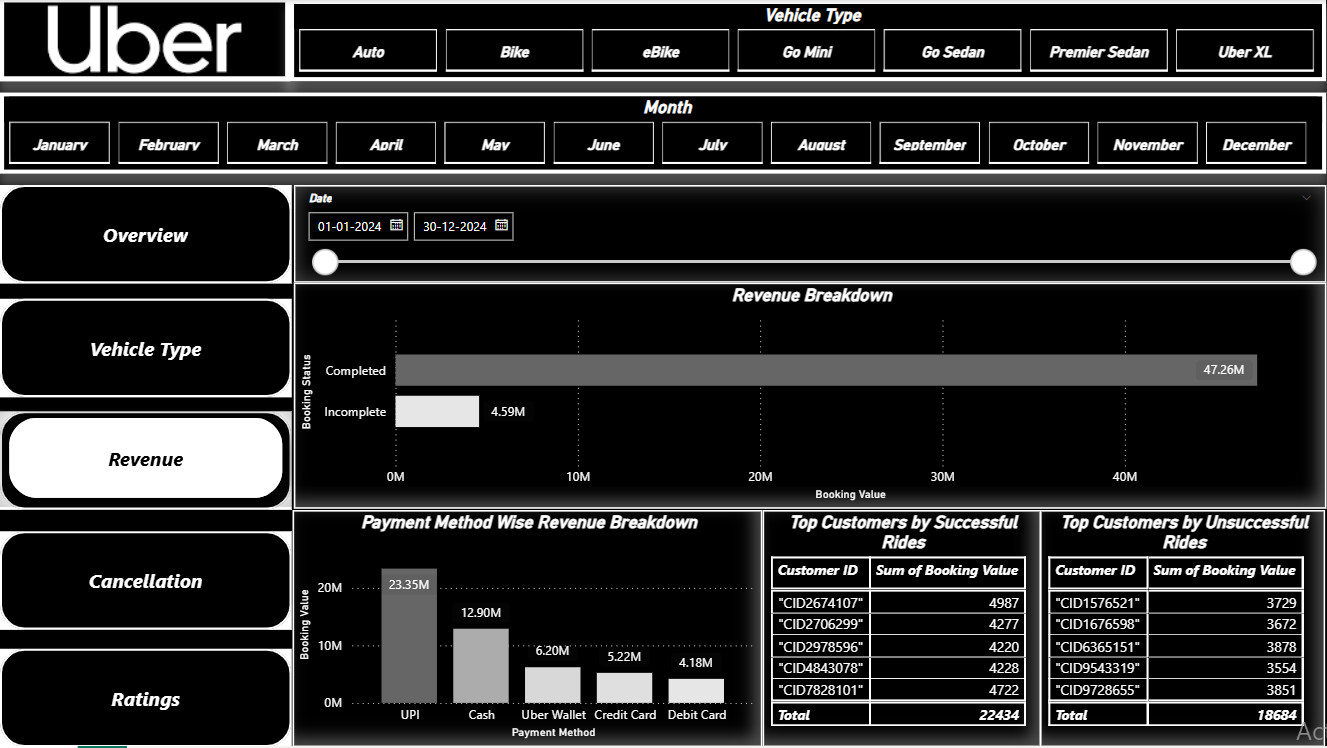 Uber
Vehicle Type
Auto
Bike
eBike
Go Mini
Go Sedan
Premier Sedan
Uber XL
Month
January
February
March
April
May
June
July
August
September
October
November
December
Overview
Vehicle Type
Revenue
Cancellation
Ratings
Date
01-01-2024
30-12-2024
Revenue Breakdown
Booking Status
Completed
47.26M
Incomplete
4.59M
0M
10M
20M
30M
40M
Booking Value
Payment Method Wise Revenue Breakdown
Booking Value
20M
10M
0M
23.35M
12.90M
6.20M
5.22M
4.18M
UPI
Cash
Uber Wallet
Credit Card
Debit Card
Payment Method
Top Customers by Successful
Rides
Customer ID Sum of Booking Value
"CID2674107" 4987
"CID2706299" 4277
"CID2978596" 4220
"CID4843078" 4228
"CID7828101" 4722
Total 22434
Top Customers by Unsuccessful
Rides
Customer ID Sum of Booking Value
"CID1576521" 3729
"CID1676598" 3672
"CID6365151" 3878
"CID9543319" 3554
"CID9728655" 3851
Total 18684